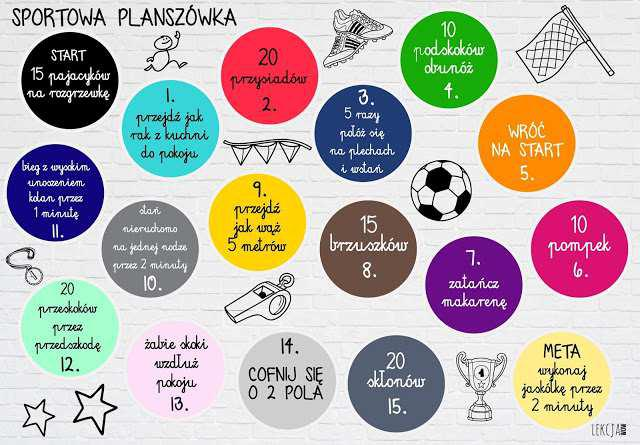 SPORTOWA PLANSZÓWKA
START
15 pajacyków
na rozgrzewkę
1.
przejdź jak
rak z kuchni
do pokoju
20
przysiadów
2.
3.
5 razy
połóż się
na plecach
i wstań
10
podskoków
obunóż
4.
WRÓĆ
NA START
5.
10
pompek
6.
7.
zatańcz
makarenę
15
brzuszków
8.
9.
przejdź
jak wąż
5 metrów
stań
nieruchomo
na jednej nodze
przez 2 minuty
10.
bieg z wysokim
unoszeniem
kolan przez
1 minutę
11.
20
przeskoków
przez
przeszkodę
12.
żabie skoki
wzdłuż
pokoju
13.
14.
COFNIJ SIĘ
O 2 POLA
20
skłonów
15.
META
wykonaj
jaskółkę przez
2 minuty
1
LEKCJA